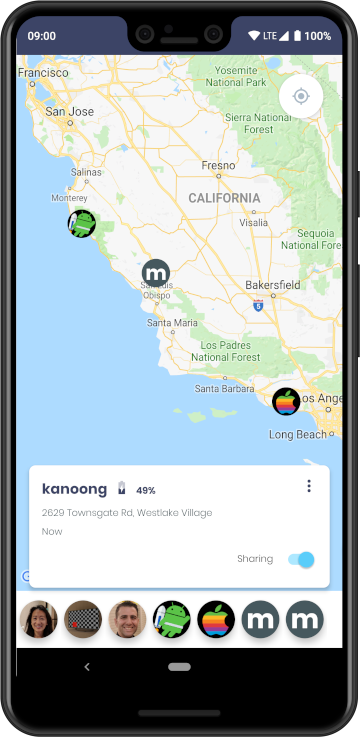 09:00
LTE
100%
Francisco
Yosemite
National Park
San Jose
Sierra National
Forest
Fresno
Salinas
Monterey
CALIFORNIA
Visalia
Sequoia
National Fore
m
San Luis
Obispo
Bakersfield
5
Santa Maria
Los Padres
National Forest
Santa Barbara
os Ange
Long Beach
kanoong 49%
2629 Townsgate Rd, Westlake Village
Now
Sharing
G
m m